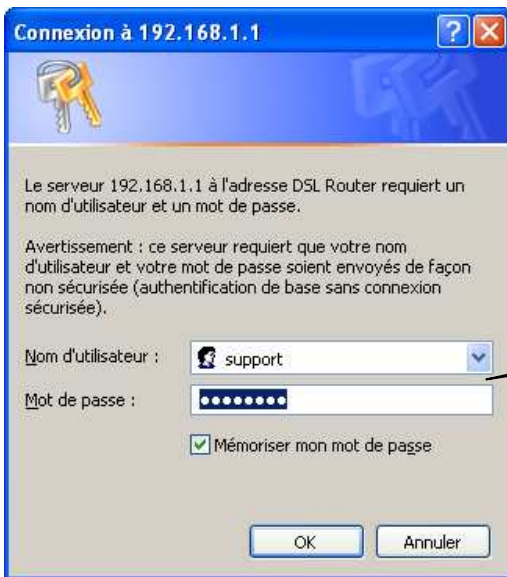 Connexion à 192.168.1.1
Le serveur 192.168.1.1 à l'adresse DSL Router requiert un
nom d'utilisateur et un mot de passe.
Avertissement : ce serveur requiert que votre nom
d'utilisateur et votre mot de passe soient envoyés de façon
non sécurisée (authentification de base sans connexion
sécurisée).
Nom d'utilisateur : support
Mot de passe : ●●●●●●●●
Mémoriser mon mot de passe
OK Annuler